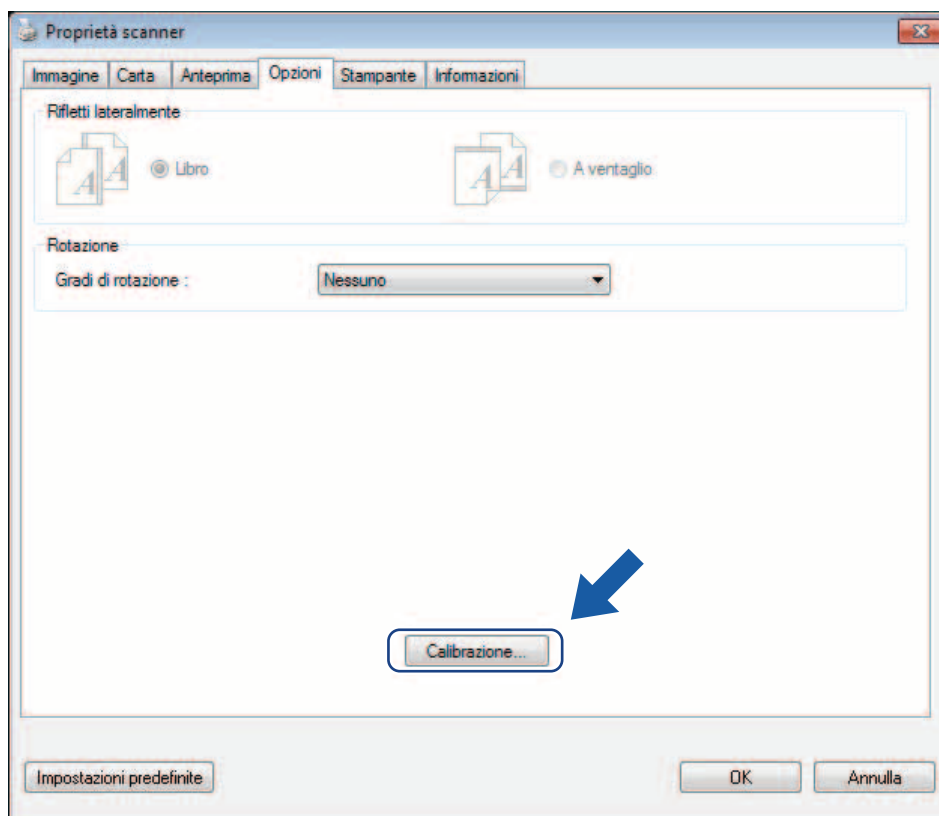 Proprietà scanner
Immagine Carta Anteprima Opzioni Stampante Informazioni
Rifletti lateralmente
A A Libro A A A ventaglio
Rotazione
Gradi di rotazione : Nessuno
Calibrazione...
Impostazioni predefinite OK Annulla